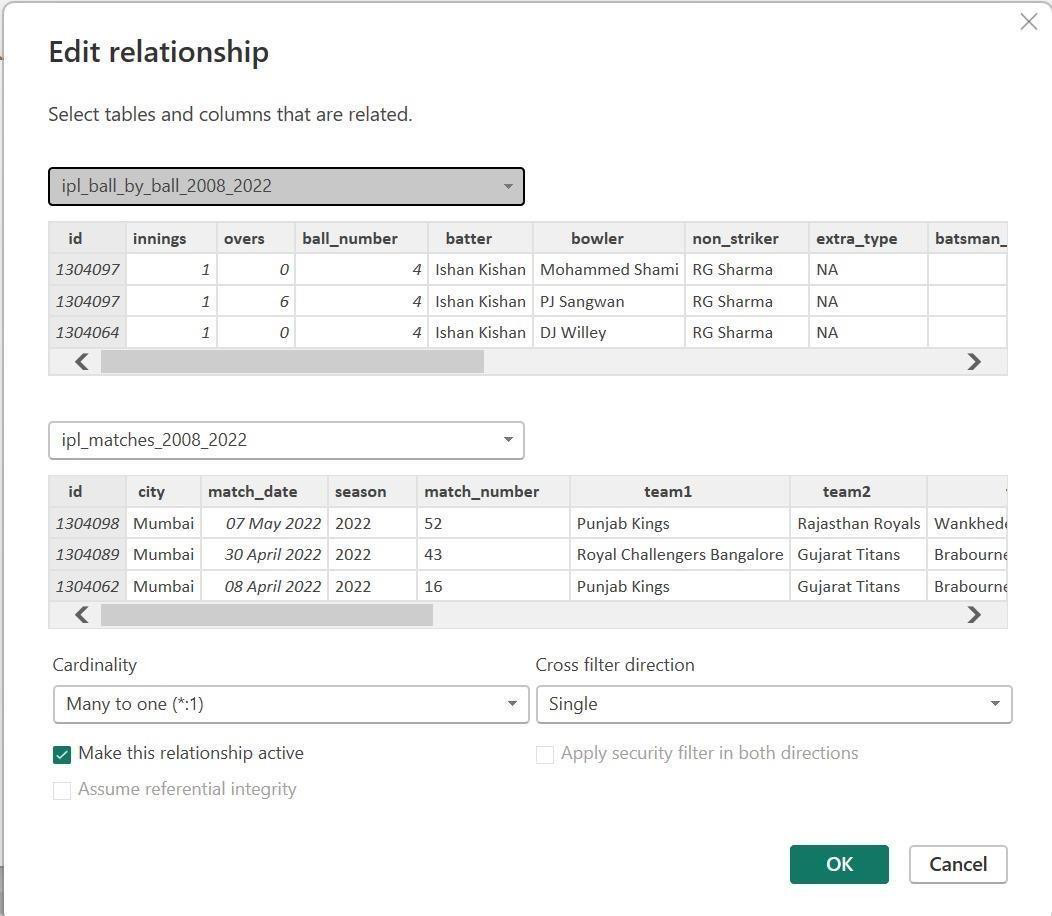 Edit relationship
Select tables and columns that are related.
ipl_ball_by_ball_2008_2022
id innings overs ball_number batter bowler non_striker extra_type batsman_
1304097 1 0 4 Ishan Kishan Mohammed Shami RG Sharma NA
1304097 1 6 4 Ishan Kishan PJ Sangwan RG Sharma NA
1304064 1 0 4 Ishan Kishan DJ Willey RG Sharma NA
ipl_matches_2008_2022
id city match_date season match_number team1 team2
1304098 Mumbai 07 May 2022 2022 52 Punjab Kings Rajasthan Royals Wankhede
1304089 Mumbai 30 April 2022 2022 43 Royal Challengers Bangalore Gujarat Titans Brabourne
1304062 Mumbai 08 April 2022 2022 16 Punjab Kings Gujarat Titans Brabourne
Cardinality Cross filter direction
Many to one (*:1) Single
Make this relationship active Apply security filter in both directions
Assume referential integrity
OK Cancel